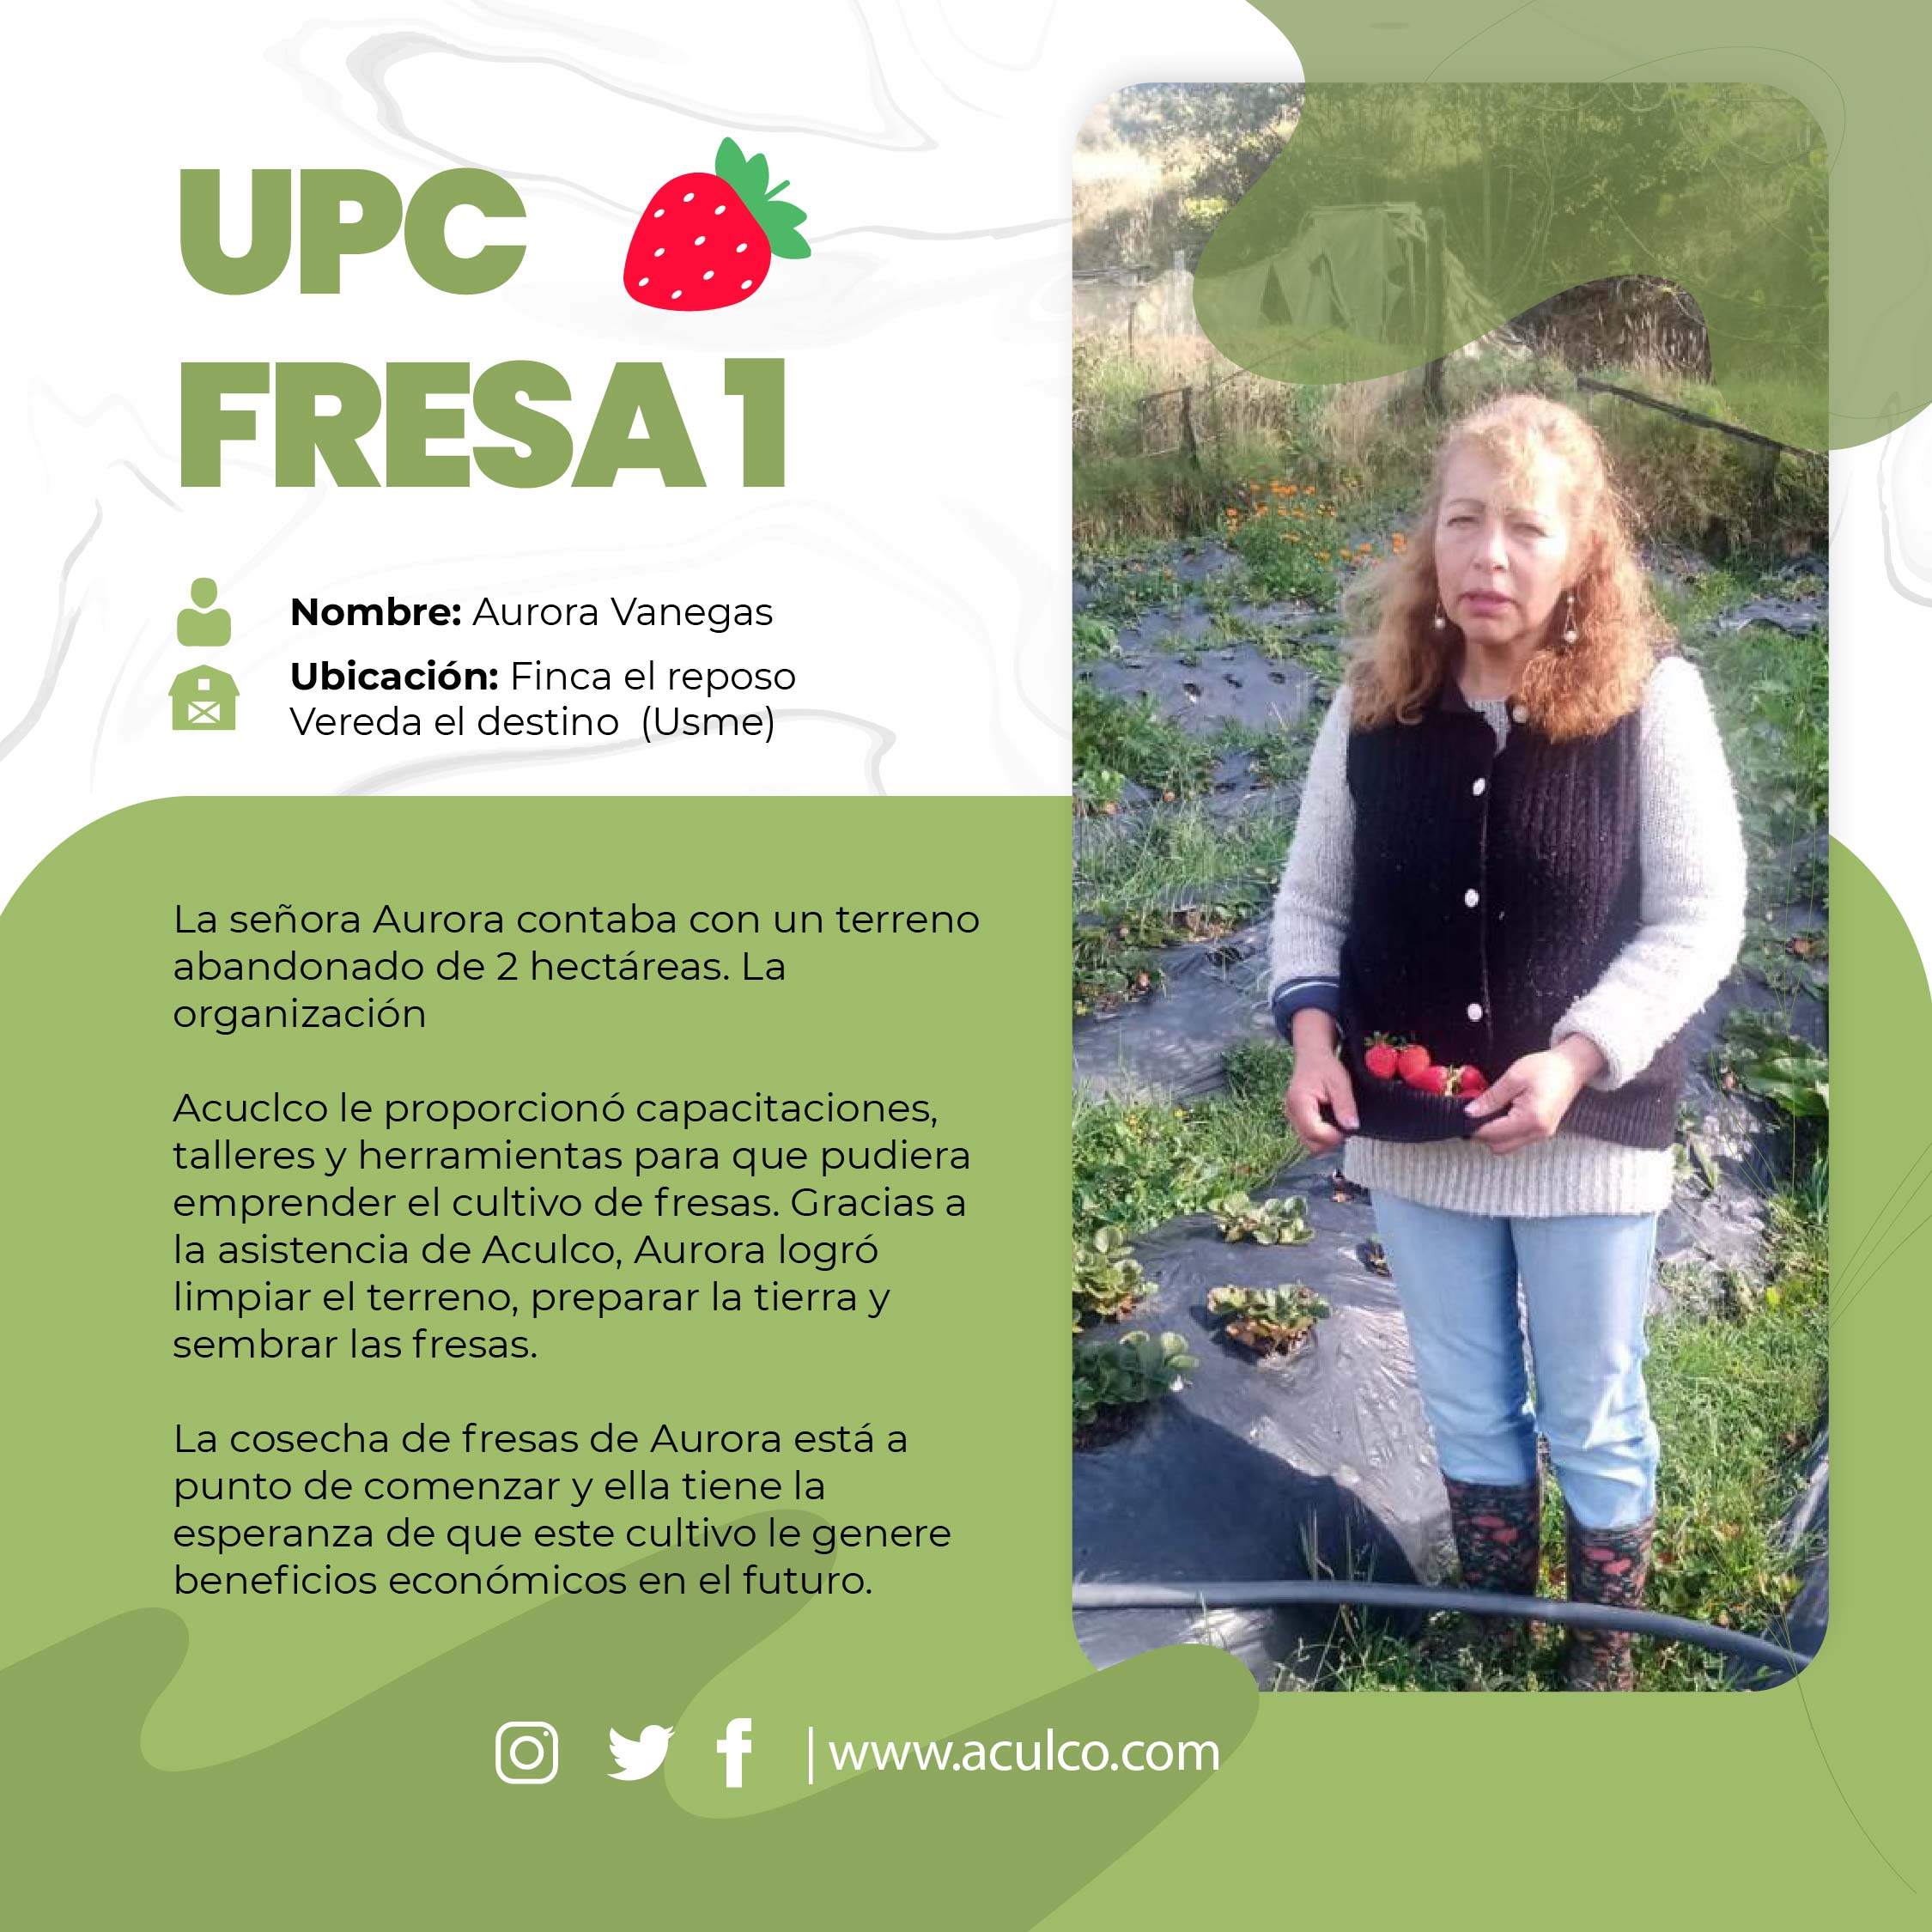 UPC
FRESA 1
Nombre: Aurora Vanegas
Ubicación: Finca el reposo
Vereda el destino (Usme)
La señora Aurora contaba con un terreno
abandonado de 2 hectáreas. La
organización
Acuclco le proporcionó capacitaciones,
talleres y herramientas para que pudiera
emprender el cultivo de fresas. Gracias a
la asistencia de Aculco, Aurora logró
limpiar el terreno, preparar la tierra y
sembrar las fresas.
La cosecha de fresas de Aurora está a
punto de comenzar y ella tiene la
esperanza de que este cultivo le genere
beneficios económicos en el futuro.
|www.aculco.com